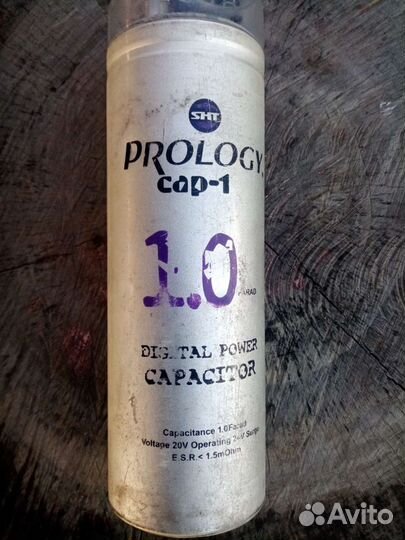 SHT
PROLOGY.
cap-1
1.0
DIGITAL POWER
CAPACITOR
Capacitance 1.0Farad
Voltape 20V Operating 24V Surge
E.S.R.< 1.5mOhm
Avito